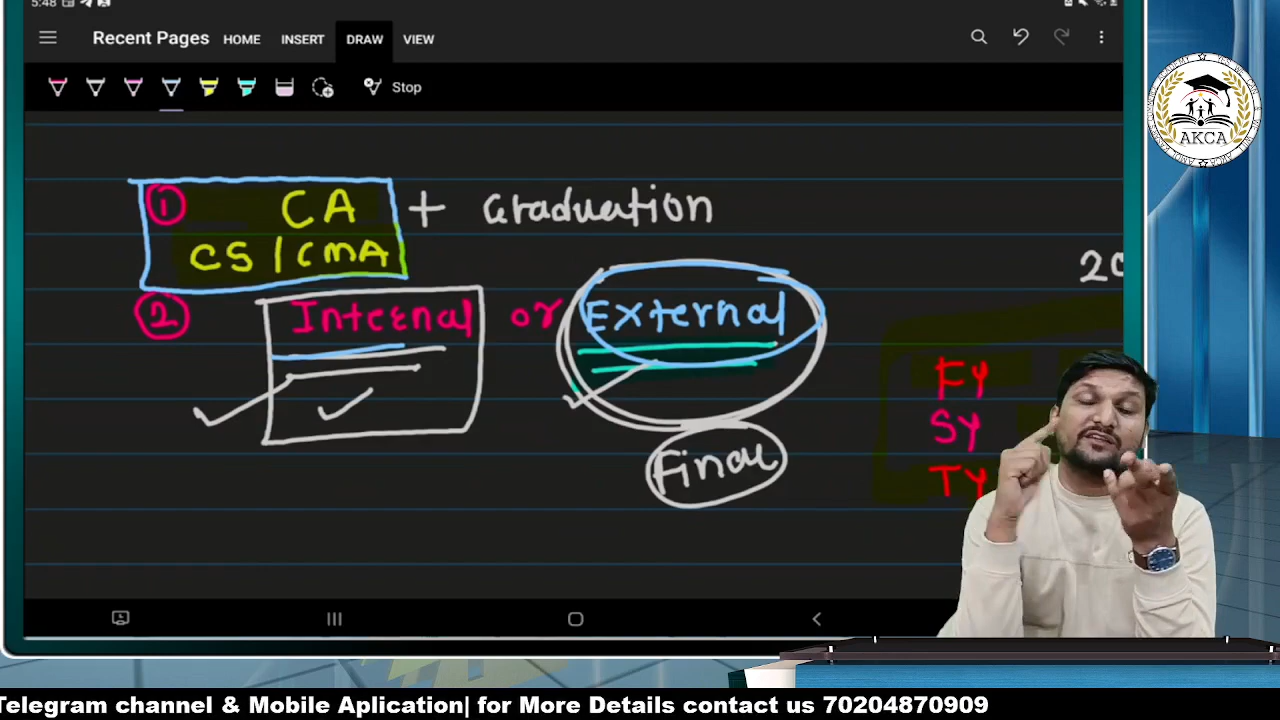 5:48
Recent Pages HOME INSERT DRAW VIEW
Stop
AKCA
1 CA + Graduation
CS / CMA
20
2 Internal or External
Final
FY
SY
TY
Telegram channel & Mobile Aplication| for More Details contact us 70204870909